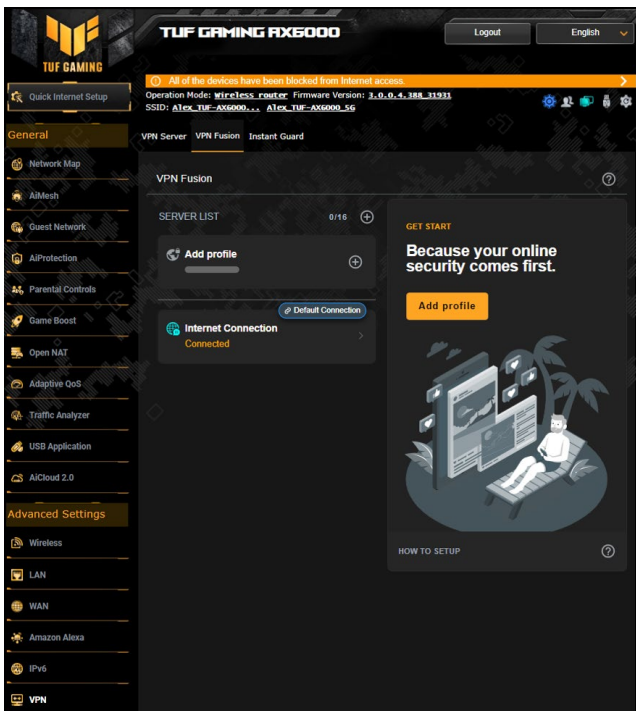 TUF GAMING
TUF GAMING AX6000
Logout
English
All of the devices have been blocked from Internet access.
Quick Internet Setup
Operation Mode: Wireless router Firmware Version: 3.0.0.4.388_31931
SSID: Alex_TUF-AX6000... Alex_TUF-AX6000_5G
General
VPN Server VPN Fusion Instant Guard
Network Map
AiMesh
Guest Network
AiProtection
Parental Controls
Game Boost
Open NAT
Adaptive QoS
Traffic Analyzer
USB Application
AiCloud 2.0
Advanced Settings
Wireless
LAN
WAN
Amazon Alexa
IPv6
VPN
VPN Fusion
SERVER LIST 0/16
Add profile
Default Connection
Internet Connection
Connected
GET START
Because your online
security comes first.
Add profile
HOW TO SETUP